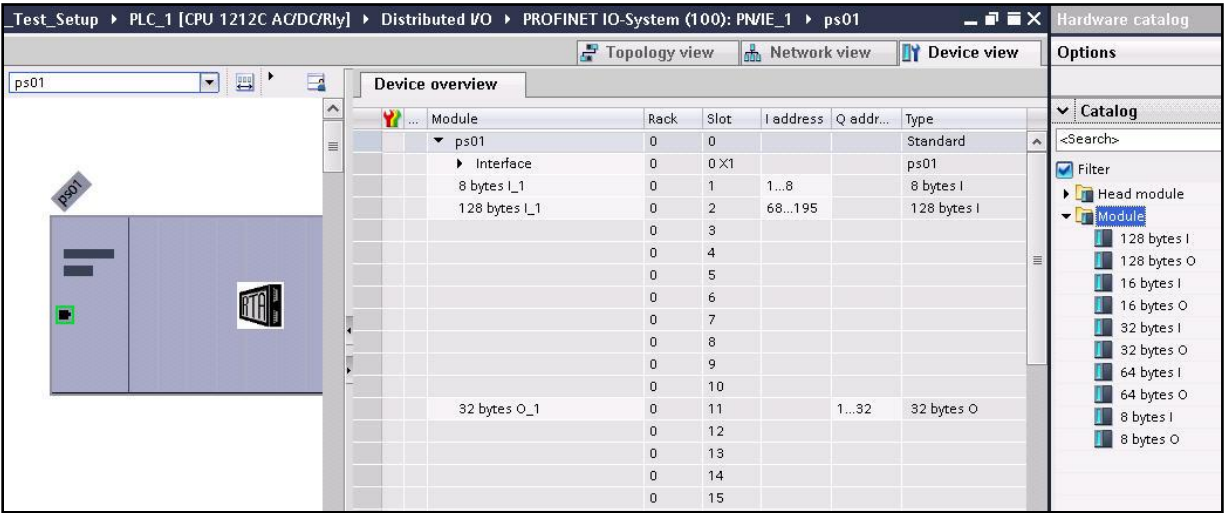 _Test_Setup ▸ PLC_1 [CPU 1212C AC/DC/Rly] ▸ Distributed I/O ▸ PROFINET IO-System (100): PN/IE_1 ▸ ps01
Hardware catalog
Topology view Network view Device view
Options
ps01
Device overview
... Module Rack Slot I address Q addr... Type
Catalog
ps01 0 0 Standard
<Search>
Interface 0 0 X1 ps01
Filter
8 bytes I_1 0 1 1...8 8 bytes I
Head module
128 bytes I_1 0 2 68...195 128 bytes I
Module
0 3
128 bytes I
0 4
128 bytes O
0 5
16 bytes I
0 6
16 bytes O
0 7
32 bytes I
0 8
32 bytes O
0 9
64 bytes I
0 10
64 bytes O
32 bytes O_1 0 11 1...32 32 bytes O
8 bytes I
0 12
8 bytes O
0 13
0 14
0 15
ps01
RTA